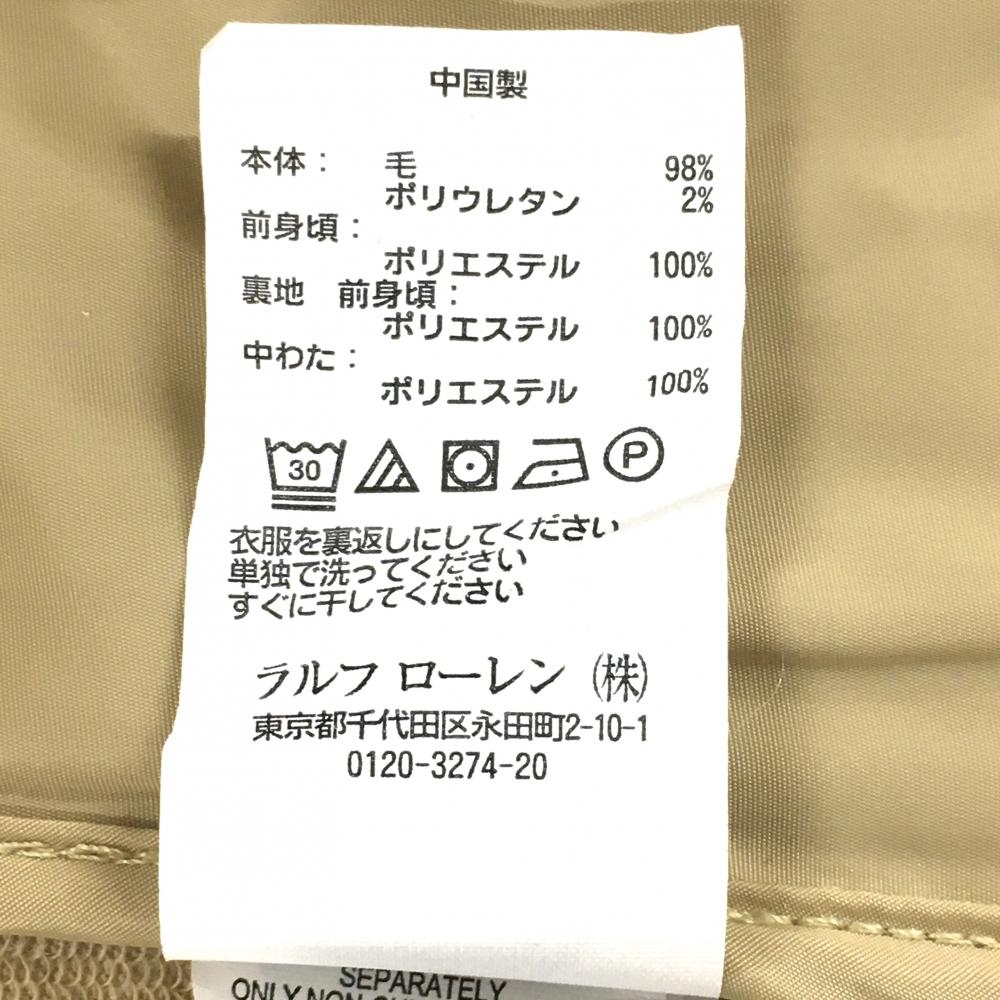 中国製
本体： 毛 98%
ポリウレタン 2%
前身頃：
ポリエステル 100%
裏地 前身頃：
ポリエステル 100%
中わた：
ポリエステル 100%
30 P
衣服を裏返しにしてください
単独で洗ってください
すぐに干してください
ラルフ ローレン ㈱
東京都千代田区永田町2-10-1
0120-3274-20
SEPARATELY
ONLY NON